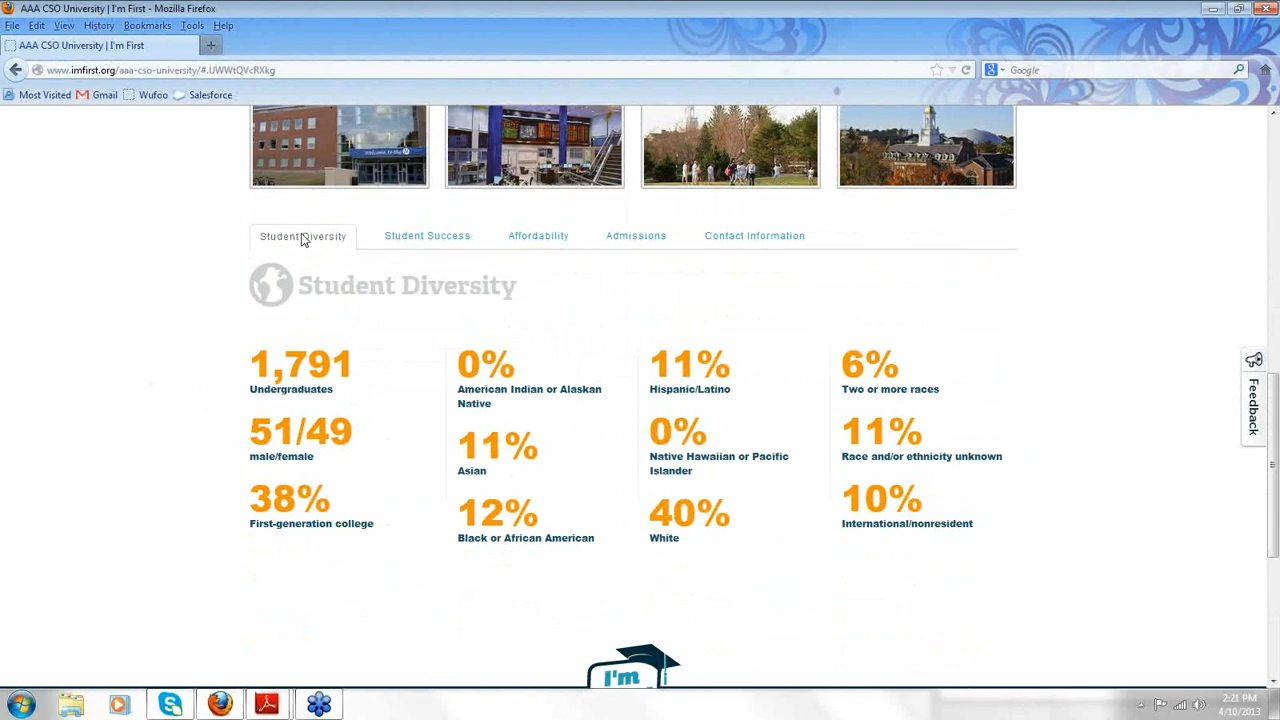 AAA CSO University | I'm First - Mozilla Firefox
File Edit View History Bookmarks Tools Help
AAA CSO University | I'm First
www.imfirst.org/aaa-cso-university/#.UWWtQVcRXkg
Google
Most Visited Gmail Wufoo Salesforce
Student Diversity Student Success Affordability Admissions Contact Information
Student Diversity
1,791
Undergraduates
51/49
male/female
38%
First-generation college
0%
American Indian or Alaskan
Native
11%
Asian
12%
Black or African American
11%
Hispanic/Latino
0%
Native Hawaiian or Pacific
Islander
40%
White
6%
Two or more races
11%
Race and/or ethnicity unknown
10%
International/nonresident
Feedback
I'm
2:21 PM
4/10/2013